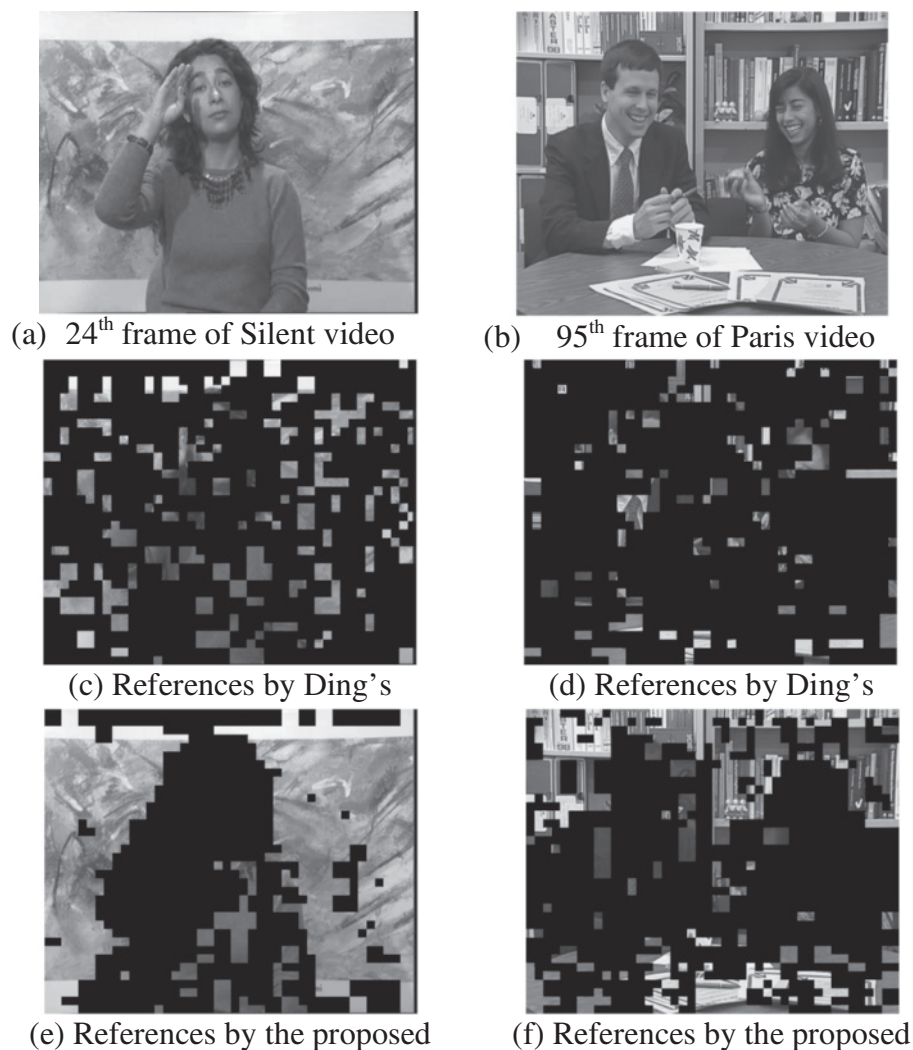 (a) 24th frame of Silent video
(b) 95th frame of Paris video
(c) References by Ding's
(d) References by Ding's
(e) References by the proposed
(f) References by the proposed